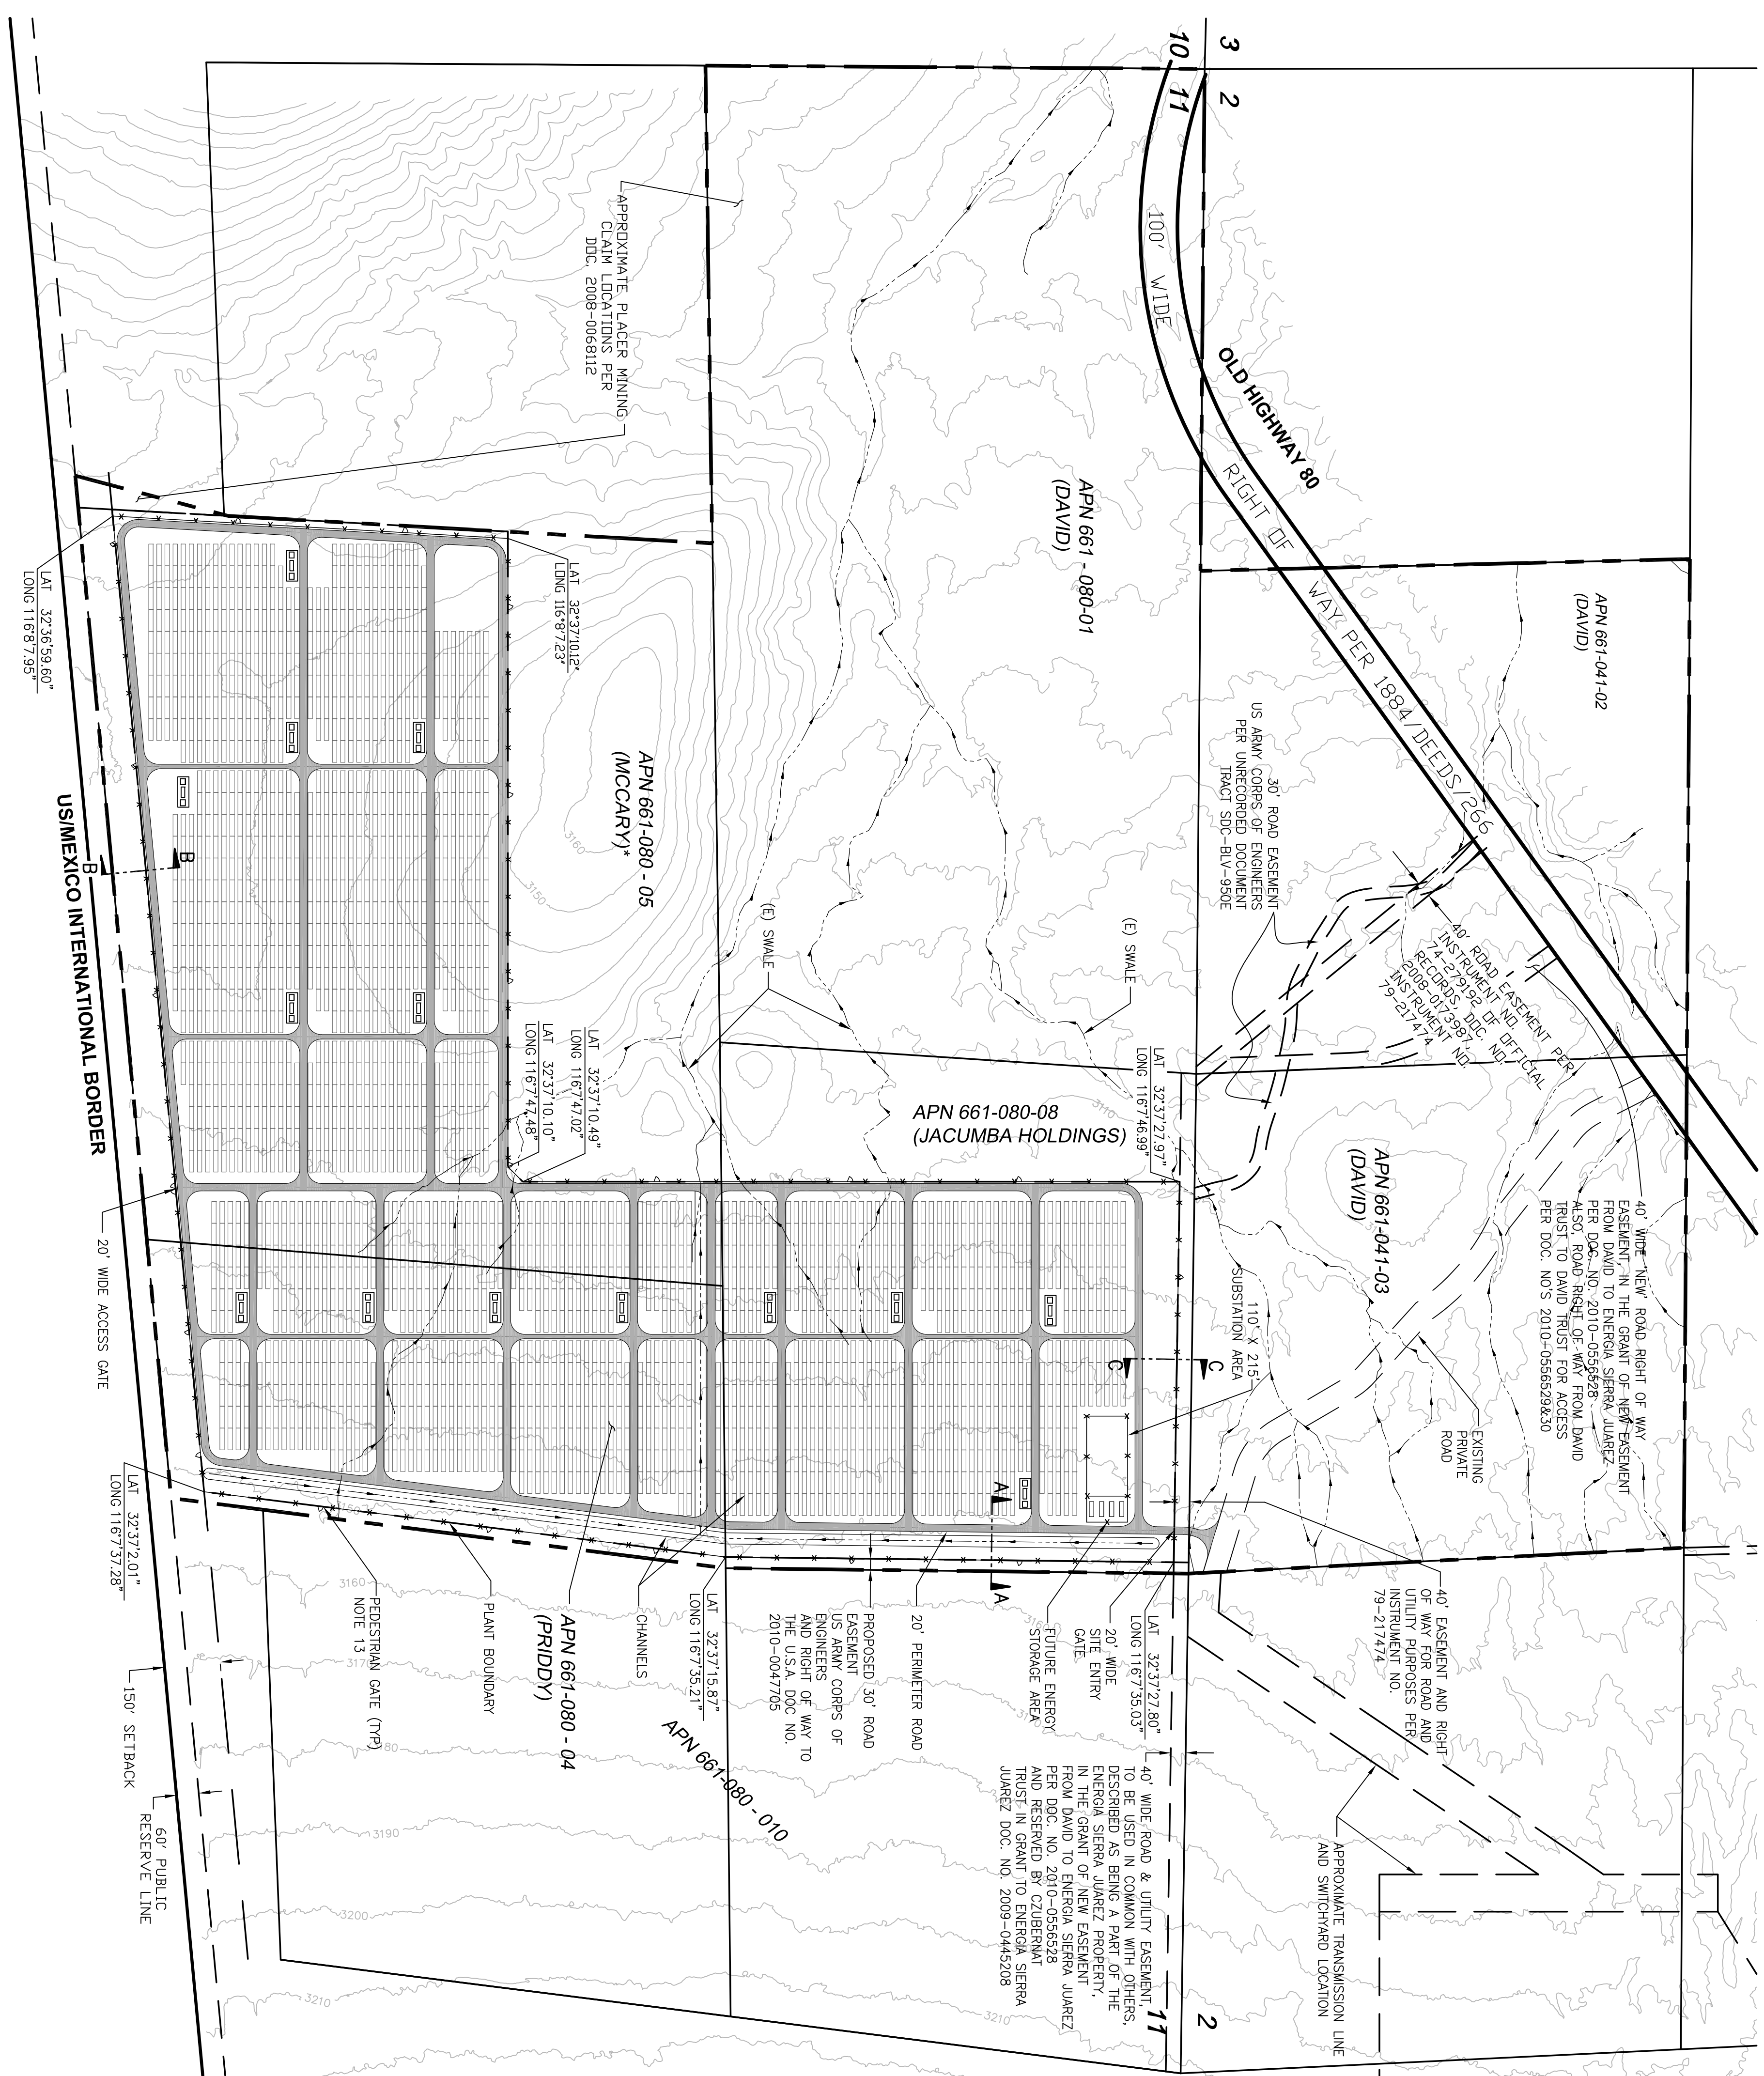 3
2
10
11
100' WIDE
RIGHT OF
WAY PER 1884/DEEDS/266
OLD HIGHWAY 80
APN 661-041-02
(DAVID)
APN 661 - 080-01
(DAVID)
APPROXIMATE PLACER MINING
CLAIM LOCATIONS PER
DOC. 2008-0068112
LAT 32°37'10.12"
LONG 116°8'7.23"
LAT 32°36'59.60"
LONG 116°8'7.95"
APN 661-080 - 05
(MCCARY)*
3160
3150
B
B
US/MEXICO INTERNATIONAL BORDER
30' ROAD EASEMENT
US ARMY CORPS OF ENGINEERS
PER UNRECORDED DOCUMENT
TRACT SDC-BLV-950E
40' ROAD EASEMENT PER
INSTRUMENT NO.
74-279192 OF OFFICIAL
RECORDS, DOC. NO.
2008-0173987,
INSTRUMENT NO.
79-217474
(E) SWALE
(E) SWALE
LAT 32°37'27.97"
LONG 116°7'46.99"
LAT 32°37'10.49"
LONG 116°7'47.02"
LAT 32°37'10.10"
LONG 116°7'47.48"
3110
APN 661-080-08
(JACUMBA HOLDINGS)
APN 661-041-03
(DAVID)
40' WIDE 'NEW' ROAD RIGHT OF WAY
EASEMENT, IN THE GRANT OF NEW EASEMENT
FROM DAVID TO ENERGIA SIERRA JUAREZ
PER DOC. NO. 2010-0556528
ALSO, ROAD RIGHT OF WAY FROM DAVID
TRUST TO DAVID TRUST FOR ACCESS
PER DOC. NO'S 2010-0556529&30
110' X 215'
SUBSTATION AREA
EXISTING
PRIVATE
ROAD
C
C
A
A
20' WIDE ACCESS GATE
LAT 32°37'2.01"
LONG 116°7'37.28"
3160
3170
3180
3190
3200
3210
3210
PEDESTRIAN GATE (TYP)
NOTE 13
PLANT BOUNDARY
APN 661-080 - 04
(PRIDDY)
CHANNELS
LAT 32°37'15.87"
LONG 116°7'35.21"
APN 661-080 - 010
PROPOSED 30' ROAD
EASEMENT
US ARMY CORPS OF
ENGINEERS
AND RIGHT OF WAY TO
THE U.S.A. DOC NO.
2010-0047705
20' PERIMETER ROAD
FUTURE ENERGY
STORAGE AREA
20' WIDE
SITE ENTRY
GATE
LAT 32°37'27.80"
LONG 116°7'35.03"
40' EASEMENT AND RIGHT
OF WAY FOR ROAD AND
UTILITY PURPOSES PER
INSTRUMENT NO.
79-217474
40' WIDE ROAD & UTILITY EASEMENT,
TO BE USED IN COMMON WITH OTHERS,
DESCRIBED AS BEING A PART OF THE
ENERGIA SIERRA JUAREZ PROPERTY,
IN THE GRANT OF NEW EASEMENT
FROM DAVID TO ENERGIA SIERRA JUAREZ
PER DOC. NO. 2010-0556528
AND RESERVED BY CZUBERNAT
TRUST IN GRANT TO ENERGIA SIERRA
JUAREZ DOC. NO. 2009-0445208
APPROXIMATE TRANSMISSION LINE
AND SWITCHYARD LOCATION
2
11
150' SETBACK
60' PUBLIC
RESERVE LINE